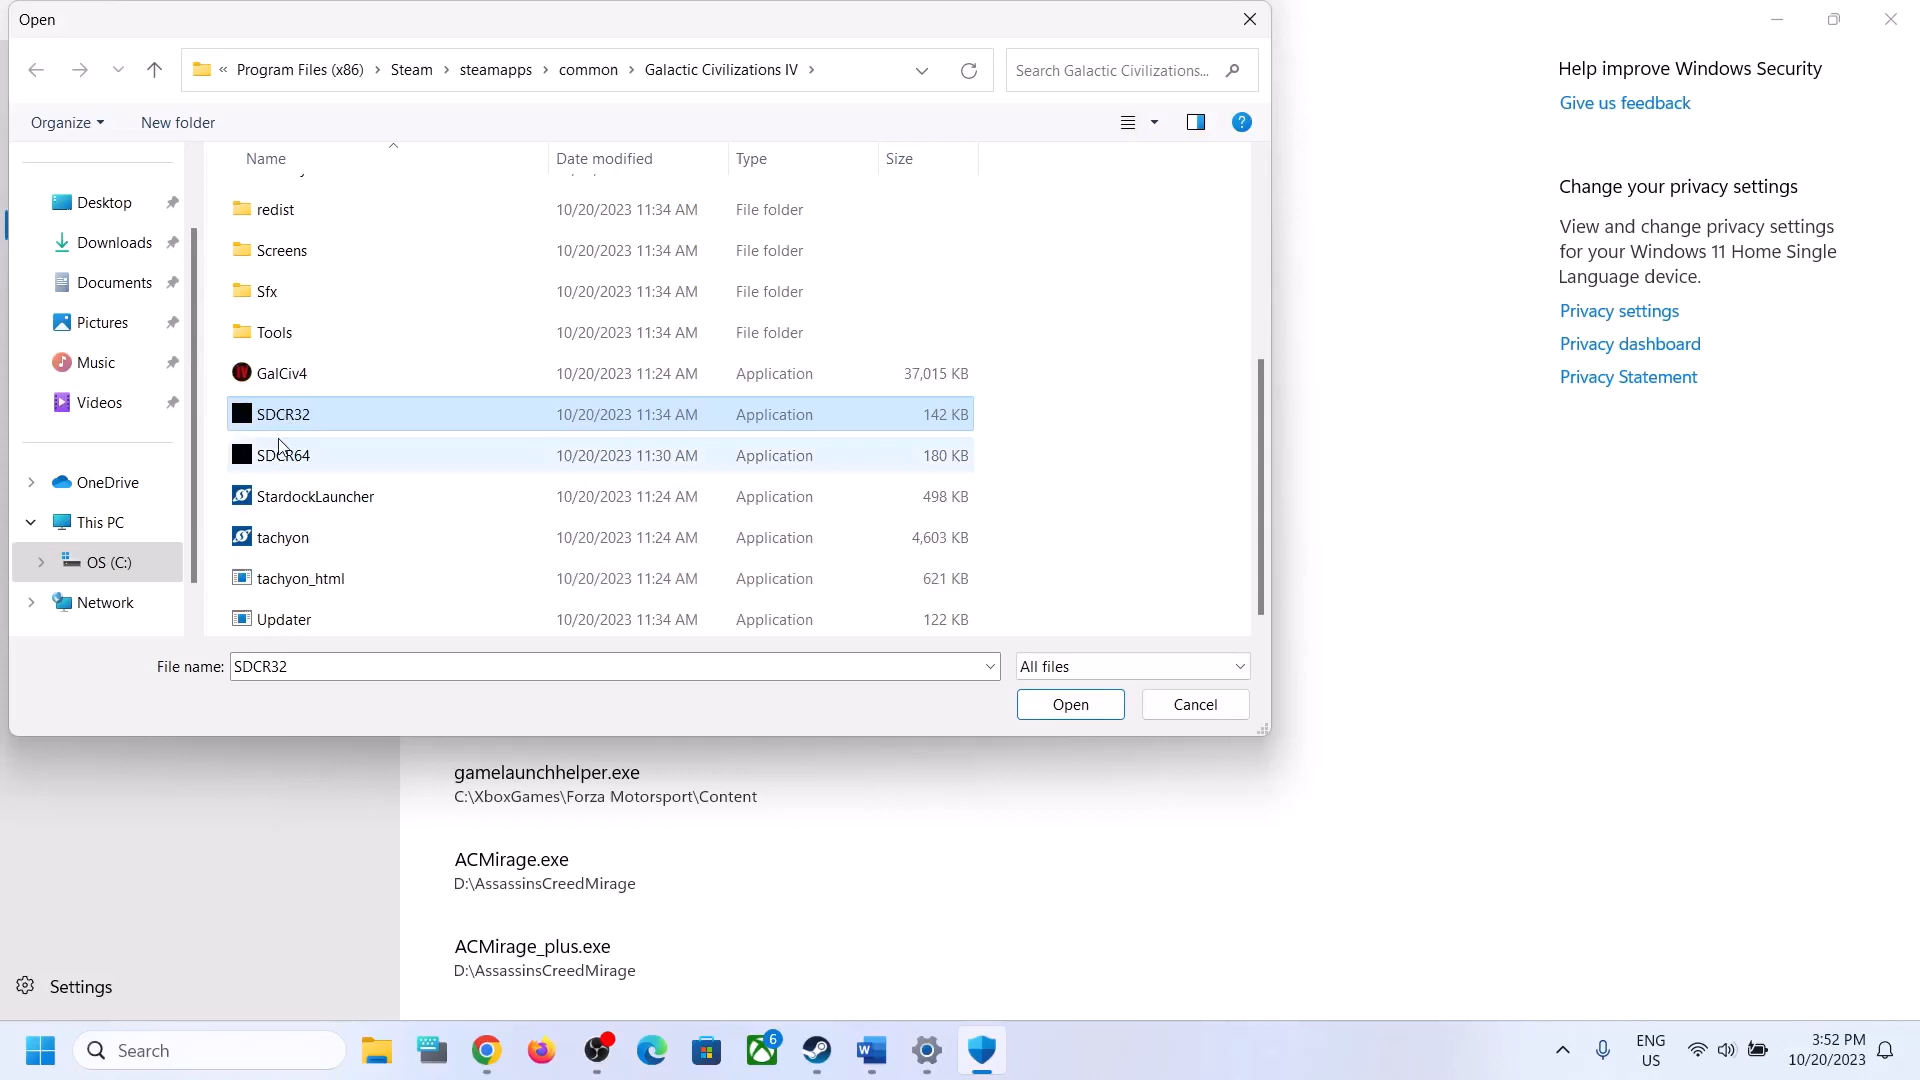 Open
« Program Files (x86) > Steam > steamapps > common > Galactic Civilizations IV >
Search Galactic Civilizations...
Organize
New folder
Name
Date modified
Type
Size
Desktop
Downloads
Documents
Pictures
Music
Videos
OneDrive
This PC
OS (C:)
Network
redist 10/20/2023 11:34 AM File folder
Screens 10/20/2023 11:34 AM File folder
Sfx 10/20/2023 11:34 AM File folder
Tools 10/20/2023 11:34 AM File folder
GalCiv4 10/20/2023 11:24 AM Application 37,015 KB
SDCR32 10/20/2023 11:34 AM Application 142 KB
SDCR64 10/20/2023 11:30 AM Application 180 KB
StardockLauncher 10/20/2023 11:24 AM Application 498 KB
tachyon 10/20/2023 11:24 AM Application 4,603 KB
tachyon_html 10/20/2023 11:24 AM Application 621 KB
Updater 10/20/2023 11:34 AM Application 122 KB
File name: SDCR32
All files
Open
Cancel
Help improve Windows Security
Give us feedback
Change your privacy settings
View and change privacy settings
for your Windows 11 Home Single
Language device.
Privacy settings
Privacy dashboard
Privacy Statement
gamelaunchhelper.exe
C:\XboxGames\Forza Motorsport\Content
ACMirage.exe
D:\AssassinsCreedMirage
ACMirage_plus.exe
D:\AssassinsCreedMirage
Settings
Search
6
ENG
US
3:52 PM
10/20/2023